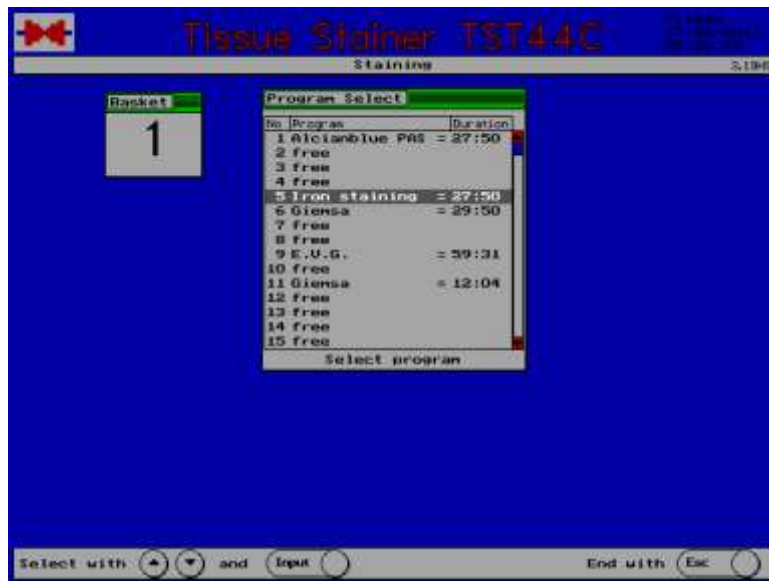 Tissue Stainer TST44C
Staining
Basket
1
Program Select
No Program Duration
1 Alcianblue PAS = 27:50
2 free
3 free
4 free
5 Iron staining = 27:50
6 Giemsa = 29:50
7 free
8 free
9 E.V.G. = 59:31
10 free
11 Giemsa = 12:04
12 free
13 free
14 free
15 free
Select program
Select with and Input
End with Esc